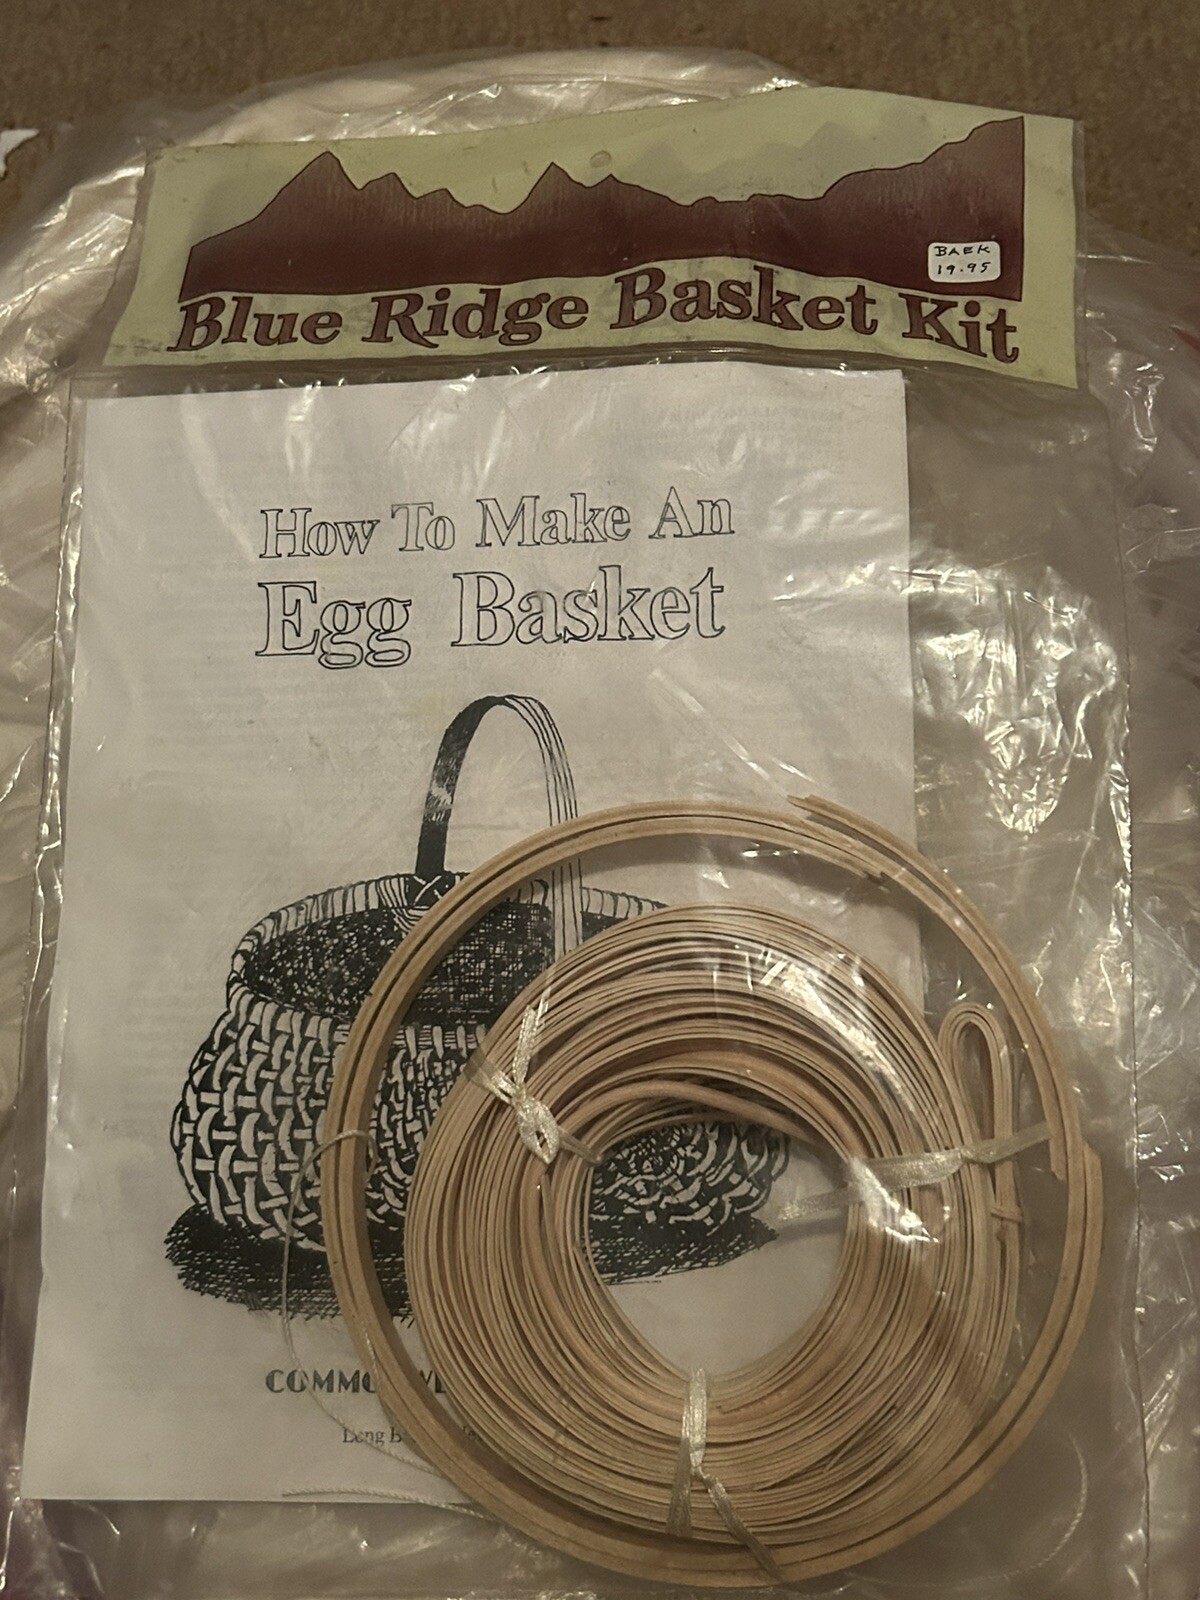 BAEK
19.95
Blue Ridge Basket Kit
How To Make An
Egg Basket